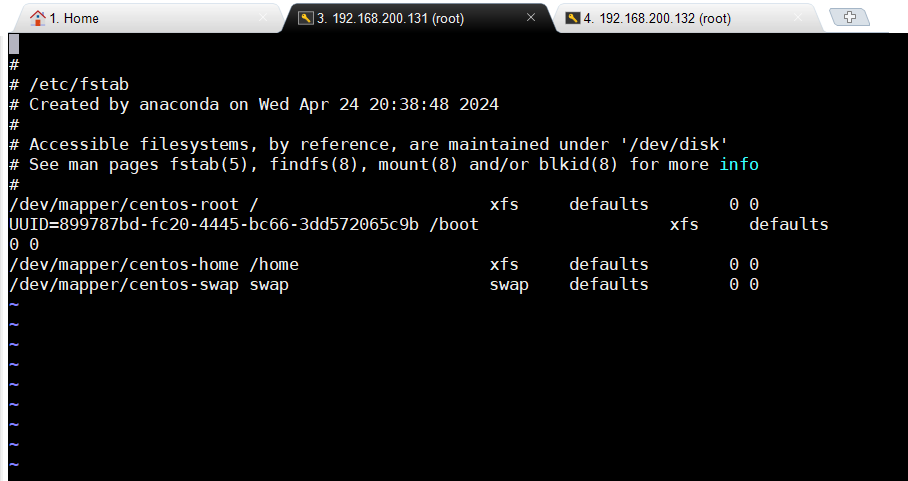 1. Home
3. 192.168.200.131 (root)
4. 192.168.200.132 (root)
#
# /etc/fstab
# Created by anaconda on Wed Apr 24 20:38:48 2024
#
# Accessible filesystems, by reference, are maintained under '/dev/disk'
# See man pages fstab(5), findfs(8), mount(8) and/or blkid(8) for more info
#
/dev/mapper/centos-root /                       xfs     defaults        0 0
UUID=899787bd-fc20-4445-bc66-3dd572065c9b /boot                   xfs     defaults
0 0
/dev/mapper/centos-home /home                   xfs     defaults        0 0
/dev/mapper/centos-swap swap                    swap    defaults        0 0
~
~
~
~
~
~
~
~
~